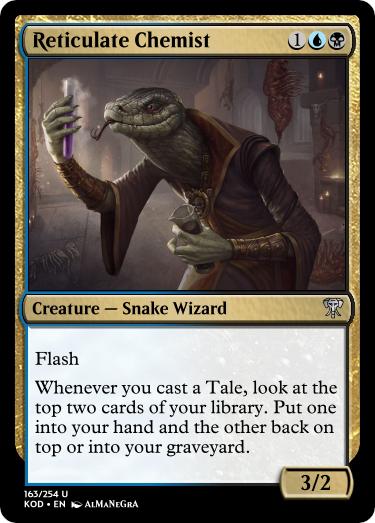 Reticulate Chemist 1
Creature — Snake Wizard
Flash
Whenever you cast a Tale, look at the
top two cards of your library. Put one
into your hand and the other back on
top or into your graveyard.
3/2
163/254 U
KOD • EN AlMaNeGrA